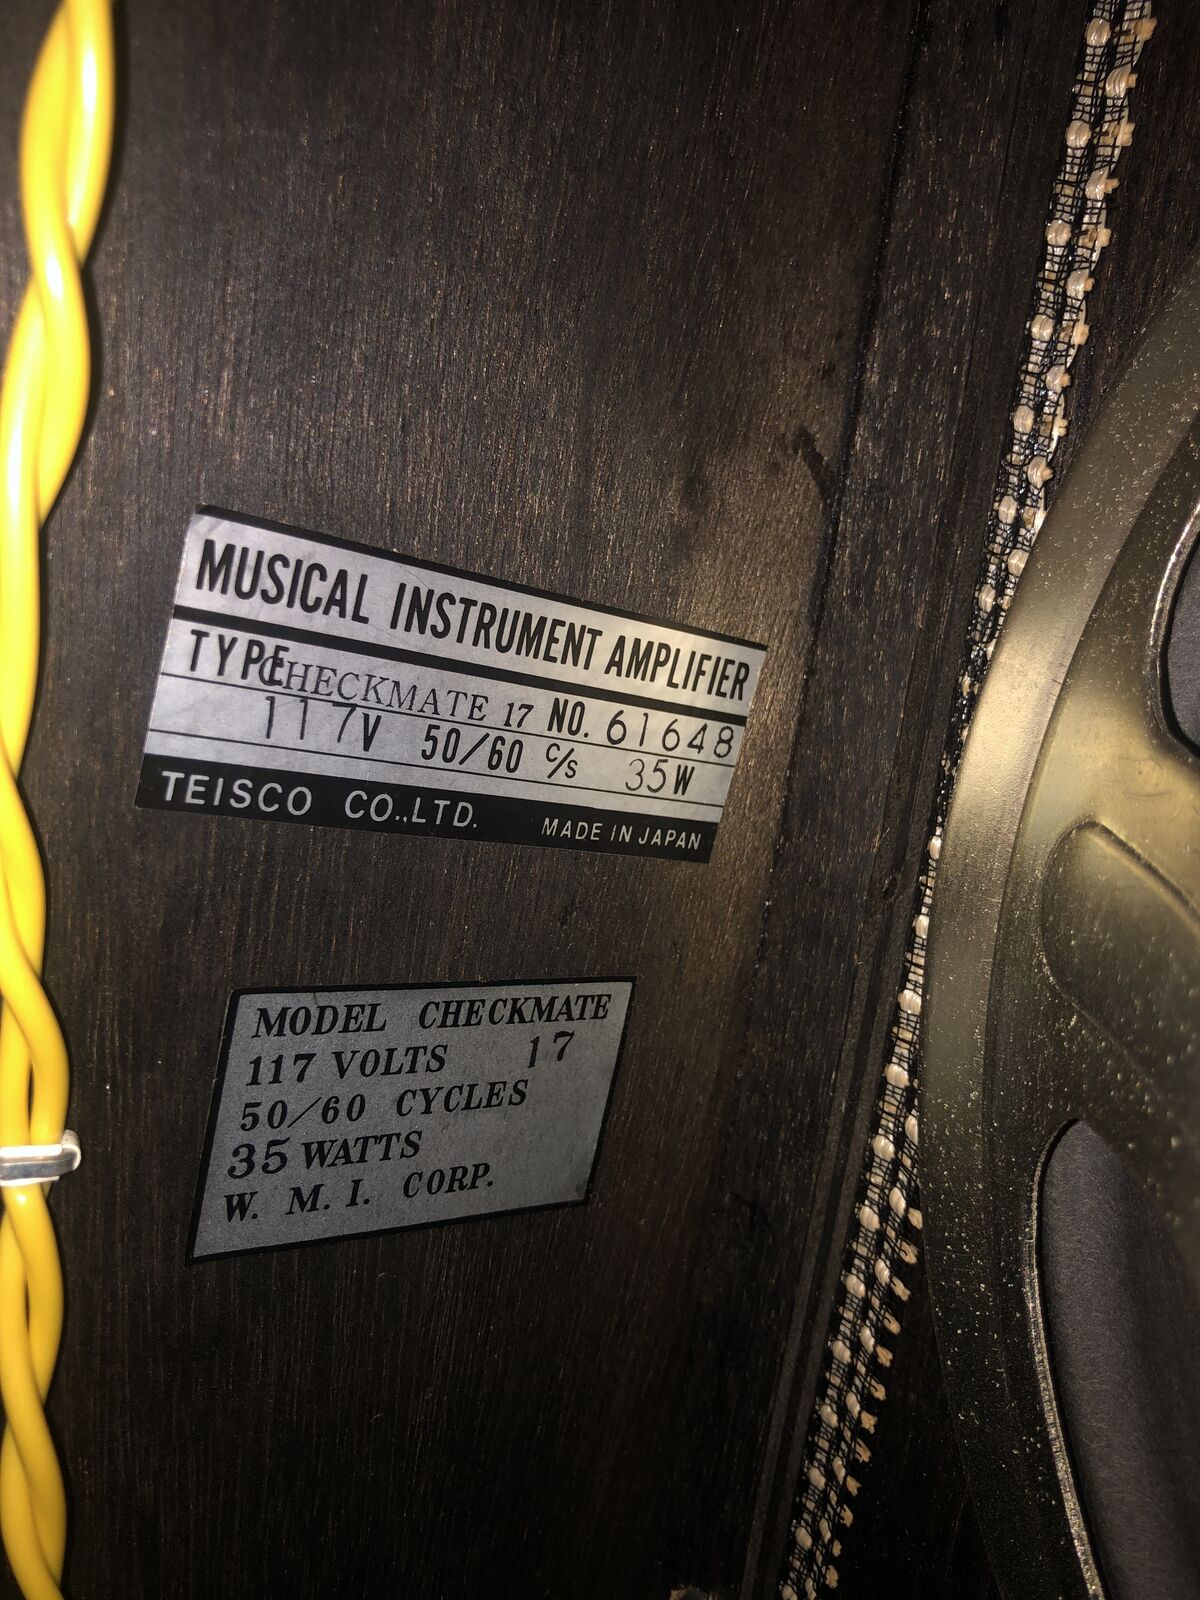 MUSICAL INSTRUMENT AMPLIFIER
TYPE CHECKMATE 17 NO. 61648
117V 50/60 c/s 35W
TEISCO CO.,LTD. MADE IN JAPAN
MODEL CHECKMATE
117 VOLTS 17
50/60 CYCLES
35 WATTS
W. M. I. CORP.